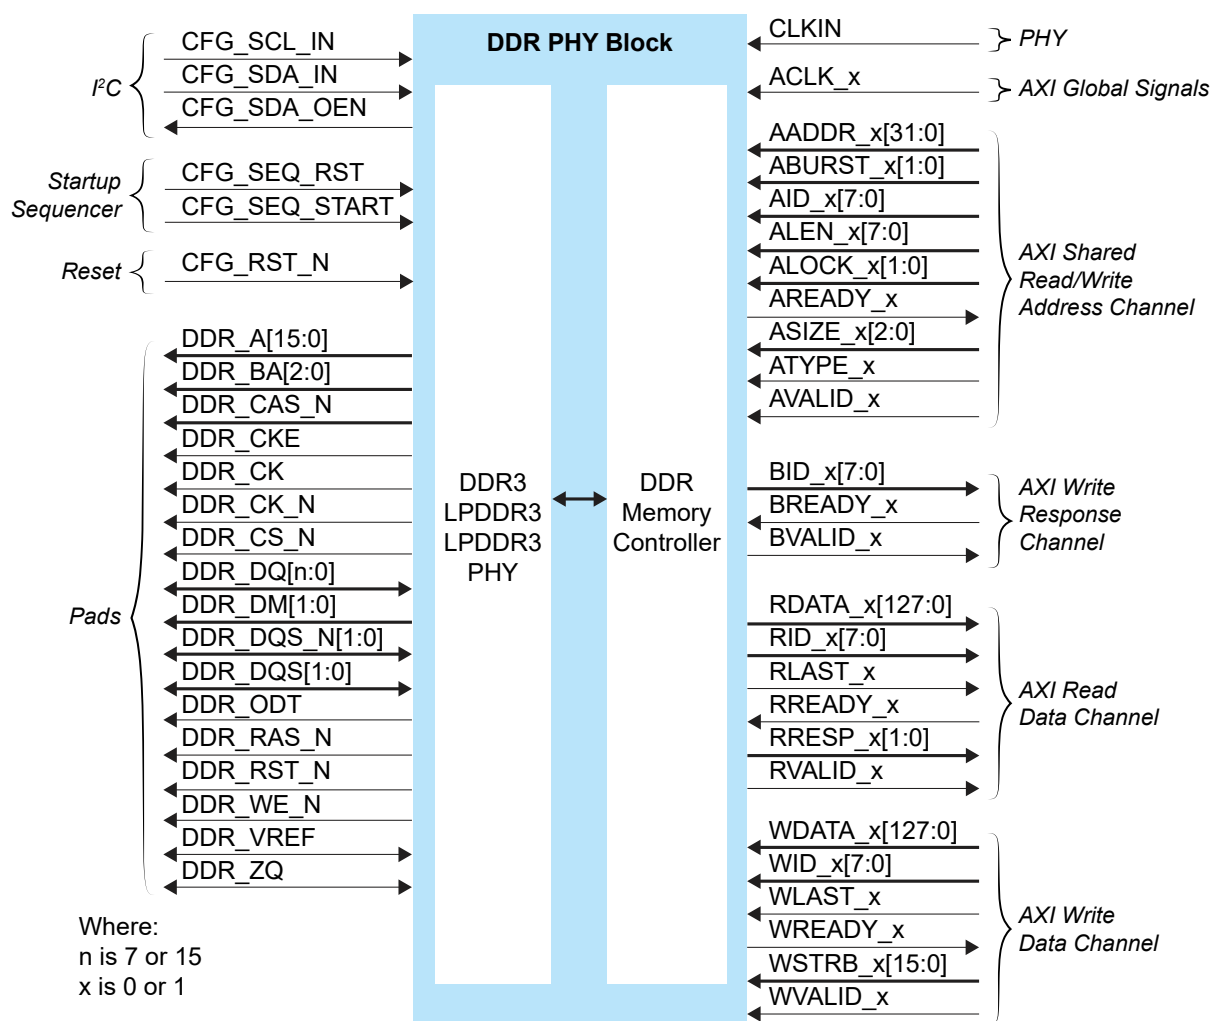 DDR PHY Block
I²C
CFG_SCL_IN
CFG_SDA_IN
CFG_SDA_OEN
Startup
Sequencer
CFG_SEQ_RST
CFG_SEQ_START
Reset
CFG_RST_N
Pads
DDR_A[15:0]
DDR_BA[2:0]
DDR_CAS_N
DDR_CKE
DDR_CK
DDR_CK_N
DDR_CS_N
DDR_DQ[n:0]
DDR_DM[1:0]
DDR_DQS_N[1:0]
DDR_DQS[1:0]
DDR_ODT
DDR_RAS_N
DDR_RST_N
DDR_WE_N
DDR_VREF
DDR_ZQ
Where:
n is 7 or 15
x is 0 or 1
DDR3
LPDDR3
LPDDR3
PHY
DDR
Memory
Controller
CLKIN
PHY
ACLK_x
AXI Global Signals
AADDR_x[31:0]
ABURST_x[1:0]
AID_x[7:0]
ALEN_x[7:0]
ALOCK_x[1:0]
AREADY_x
ASIZE_x[2:0]
ATYPE_x
AVALID_x
AXI Shared
Read/Write
Address Channel
BID_x[7:0]
BREADY_x
BVALID_x
AXI Write
Response
Channel
RDATA_x[127:0]
RID_x[7:0]
RLAST_x
RREADY_x
RRESP_x[1:0]
RVALID_x
AXI Read
Data Channel
WDATA_x[127:0]
WID_x[7:0]
WLAST_x
WREADY_x
WSTRB_x[15:0]
WVALID_x
AXI Write
Data Channel